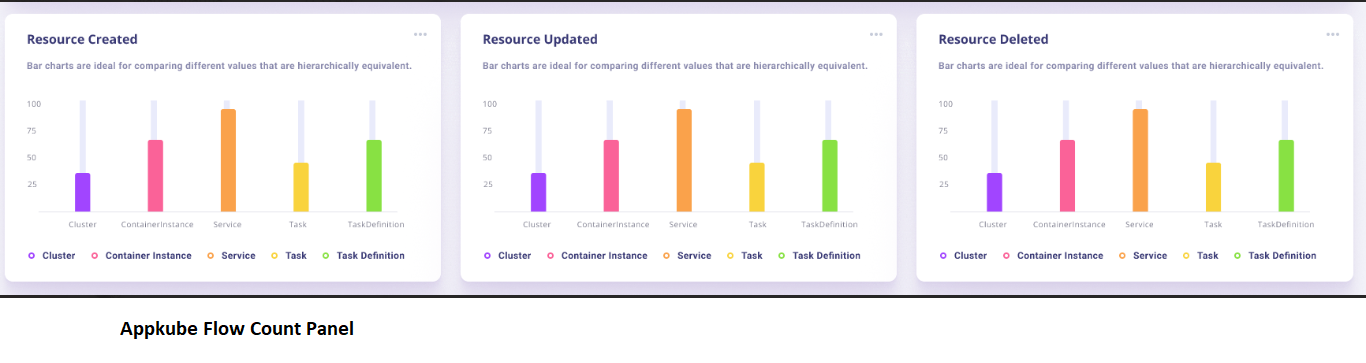 Resource Created
Bar charts are ideal for comparing different values that are hierarchically equivalent.
100
75
50
25
Cluster ContainerInstance Service Task TaskDefinition
Cluster Container Instance Service Task Task Definition
Resource Updated
Bar charts are ideal for comparing different values that are hierarchically equivalent.
100
75
50
25
Cluster ContainerInstance Service Task TaskDefinition
Cluster Container Instance Service Task Task Definition
Resource Deleted
Bar charts are ideal for comparing different values that are hierarchically equivalent.
100
75
50
25
Cluster ContainerInstance Service Task TaskDefinition
Cluster Container Instance Service Task Task Definition
Appkube Flow Count Panel